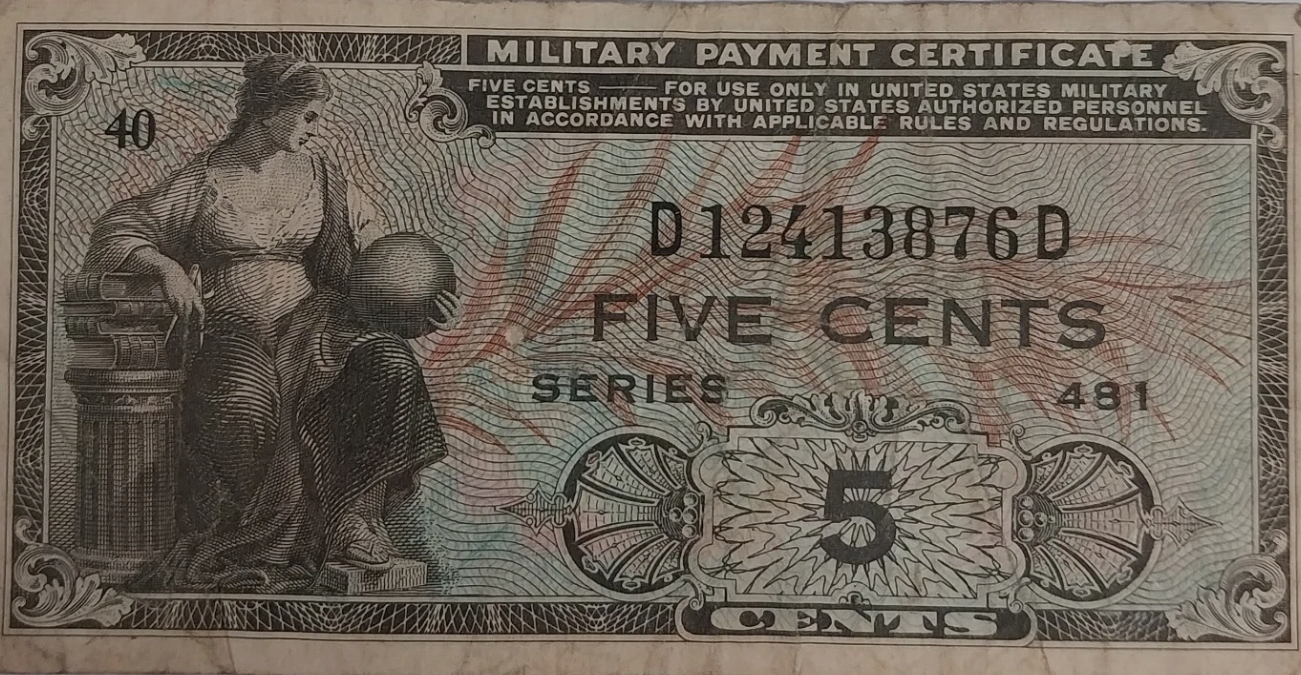 MILITARY PAYMENT CERTIFICATE
FIVE CENTS —— FOR USE ONLY IN UNITED STATES MILITARY
ESTABLISHMENTS BY UNITED STATES AUTHORIZED PERSONNEL
IN ACCORDANCE WITH APPLICABLE RULES AND REGULATIONS.
40
D12413876D
FIVE CENTS
SERIES 481
5
CENTS